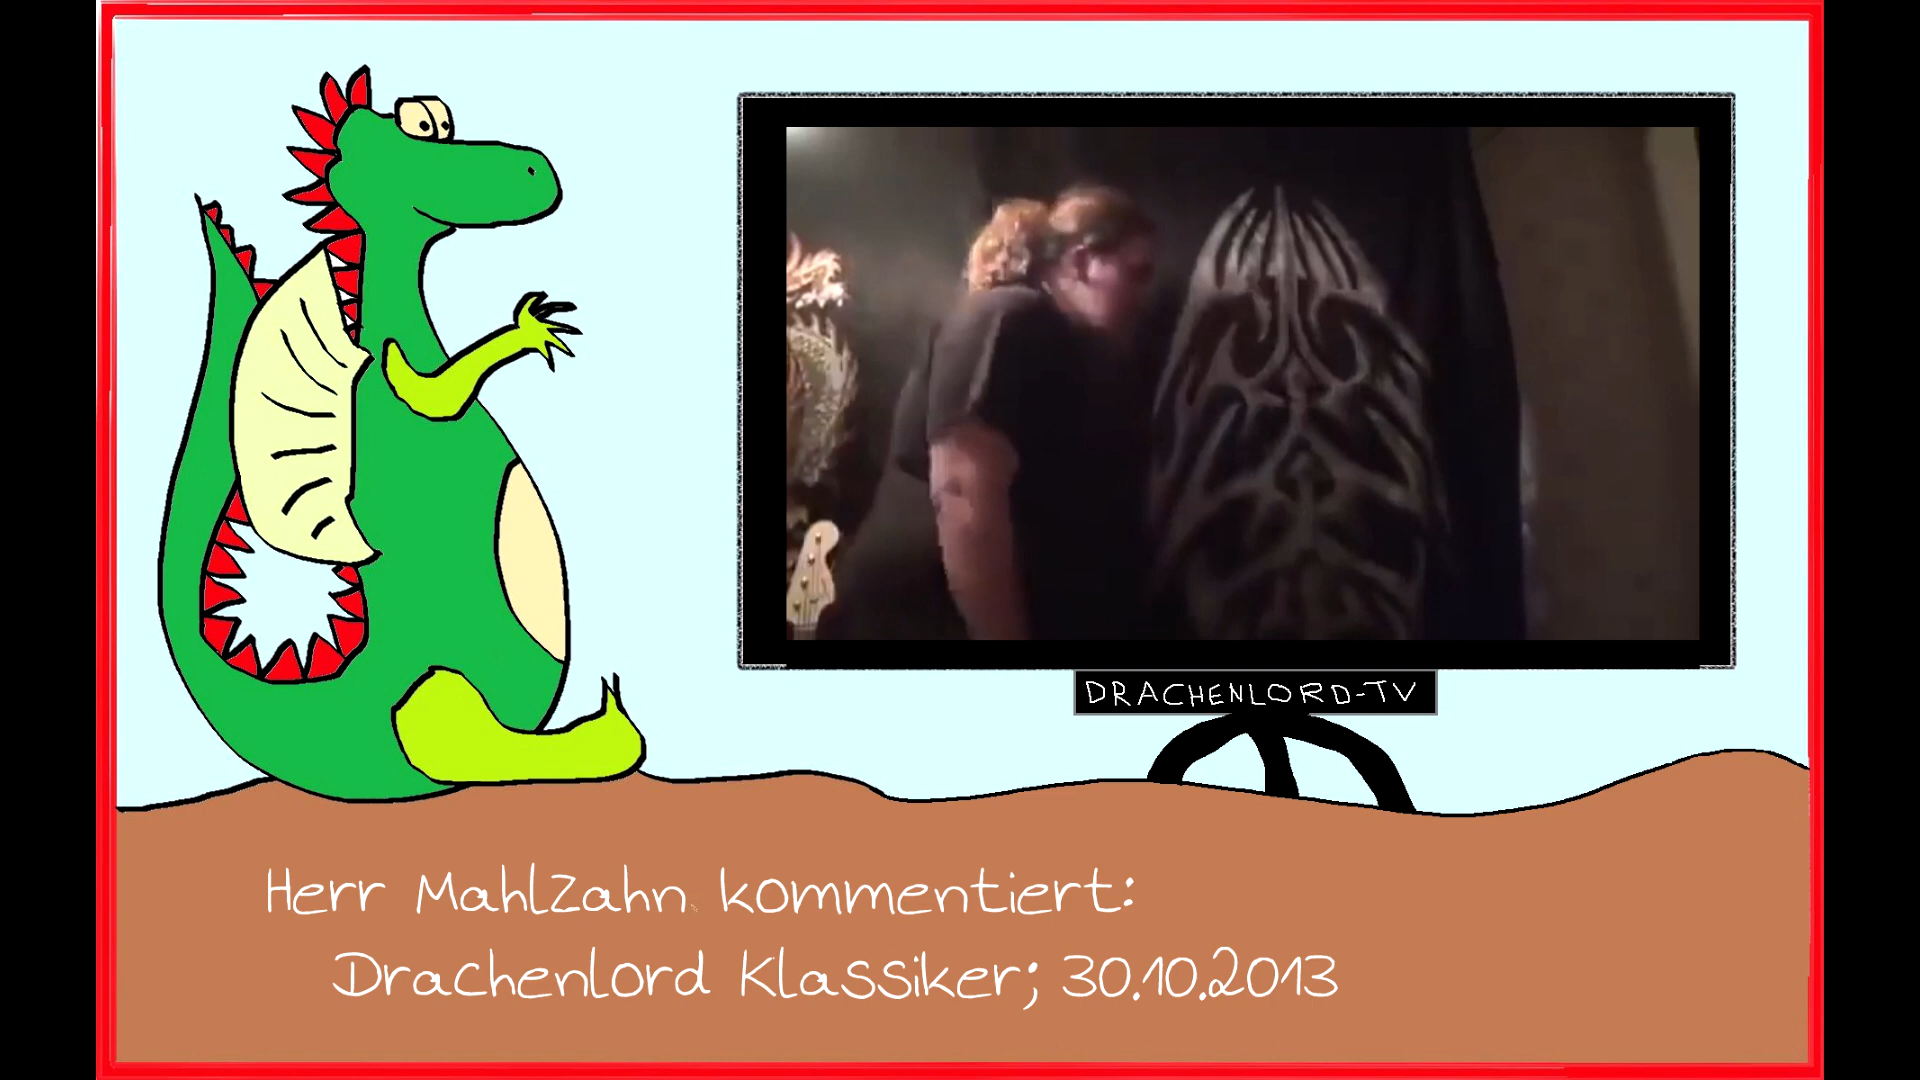 DRACHENLORD-TV
Herr Mahlzahn kommentiert:
Drachenlord Klassiker; 30.10.2013